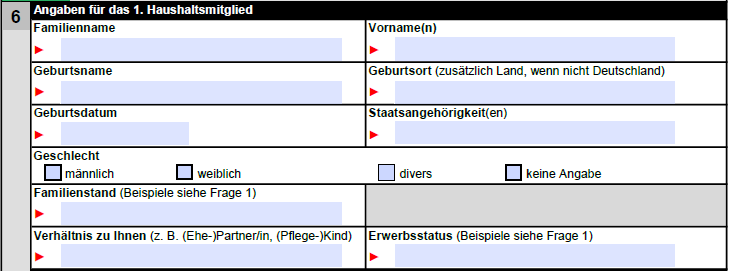 6 Angaben für das 1. Haushaltsmitglied
Familienname Vorname(n)
Geburtsname Geburtsort (zusätzlich Land, wenn nicht Deutschland)
Geburtsdatum Staatsangehörigkeit(en)
Geschlecht
männlich weiblich divers keine Angabe
Familienstand (Beispiele siehe Frage 1)
Verhältnis zu Ihnen (z. B. (Ehe-)Partner/in, (Pflege-)Kind) Erwerbsstatus (Beispiele siehe Frage 1)